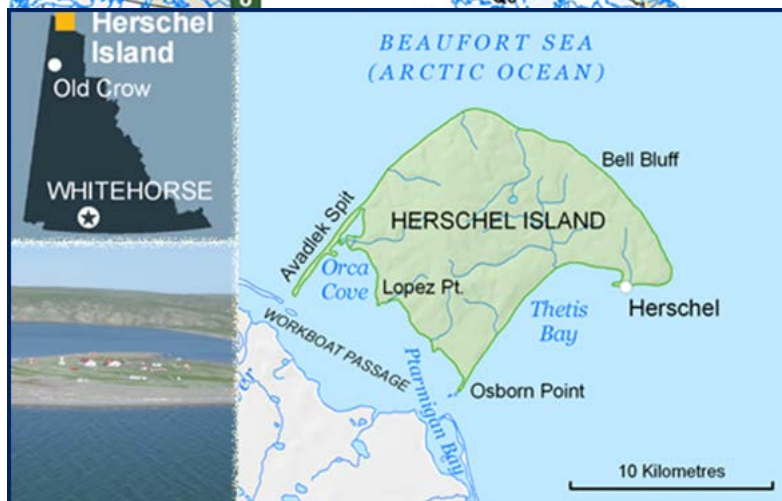 Herschel
Island
Old Crow
WHITEHORSE
BEAUFORT SEA
(ARCTIC OCEAN)
Bell Bluff
HERSCHEL ISLAND
Avadlek Spit
Orca
Cove
Lopez Pt.
Thetis
Bay
Herschel
WORKBOAT PASSAGE
Ptarmigan Bay
Osborn Point
10 Kilometres